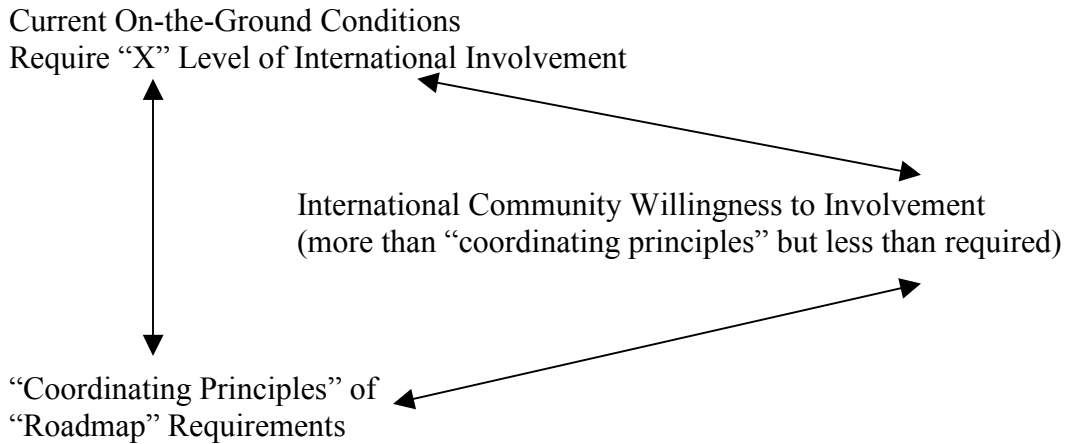 Current On-the-Ground Conditions
Require “X” Level of International Involvement
International Community Willingness to Involvement
(more than “coordinating principles” but less than required)
“Coordinating Principles” of
“Roadmap” Requirements